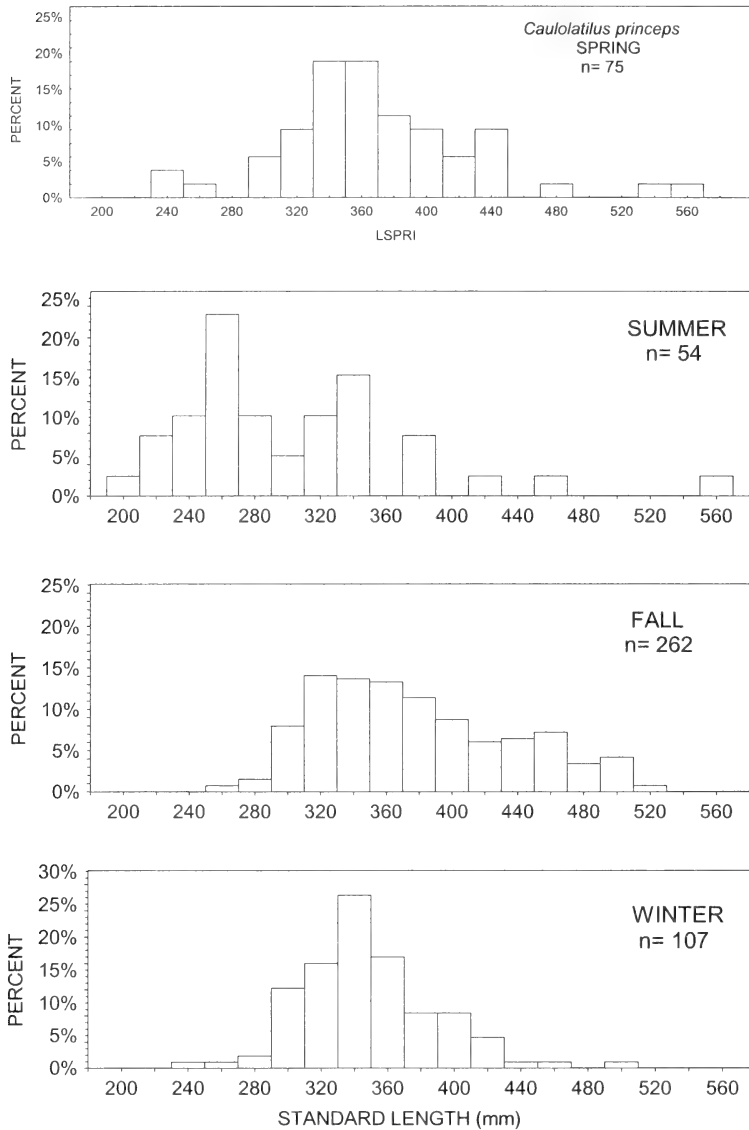 Caulolatilus princeps
SPRING
n= 75
PERCENT
25%
20%
15%
10%
5%
0%
200 240 280 320 360 400 440 480 520 560
LSPRI
SUMMER
n= 54
PERCENT
25%
20%
15%
10%
5%
0%
200 240 280 320 360 400 440 480 520 560
FALL
n= 262
PERCENT
25%
20%
15%
10%
5%
0%
200 240 280 320 360 400 440 480 520 560
WINTER
n= 107
PERCENT
30%
25%
20%
15%
10%
5%
0%
200 240 280 320 360 400 440 480 520 560
STANDARD LENGTH (mm)